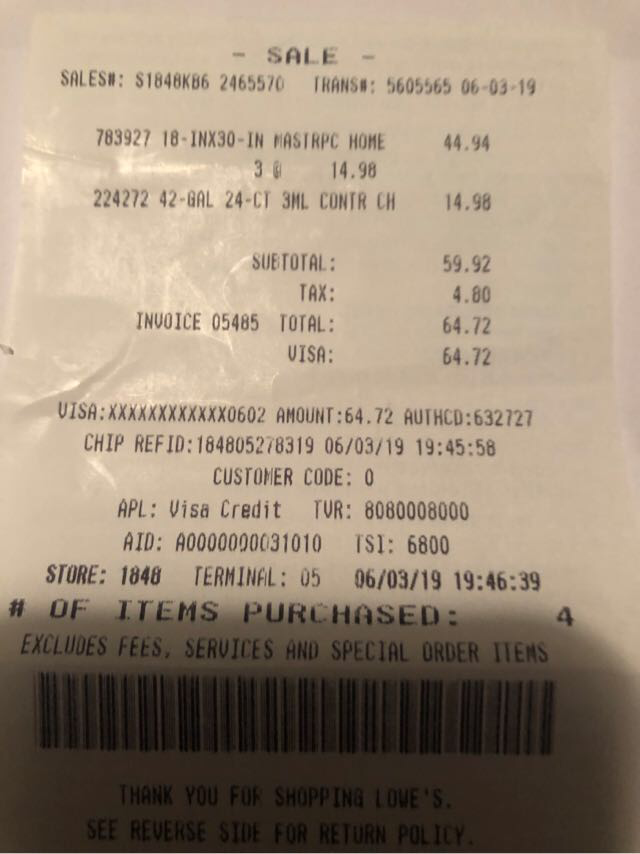 - SALE -
SALES#: S1848KB6 2465570 TRANS#: 5605565 06-03-19
783927 18-INX30-IN MASTRPC HOME 44.94
3 @ 14.98
224272 42-GAL 24-CT 3ML CONTR CH 14.98
SUBTOTAL: 59.92
TAX: 4.80
INVOICE 05485 TOTAL: 64.72
VISA: 64.72
VISA:XXXXXXXXXXXX0602 AMOUNT:64.72 AUTHCD:632727
CHIP REFID:184805278319 06/03/19 19:45:58
CUSTOMER CODE: 0
APL: Visa Credit TVR: 8080008000
AID: A0000000031010 TSI: 6800
STORE: 1848 TERMINAL: 05 06/03/19 19:46:39
# OF ITEMS PURCHASED: 4
EXCLUDES FEES, SERVICES AND SPECIAL ORDER ITEMS
THANK YOU FOR SHOPPING LOWE'S.
SEE REVERSE SIDE FOR RETURN POLICY.